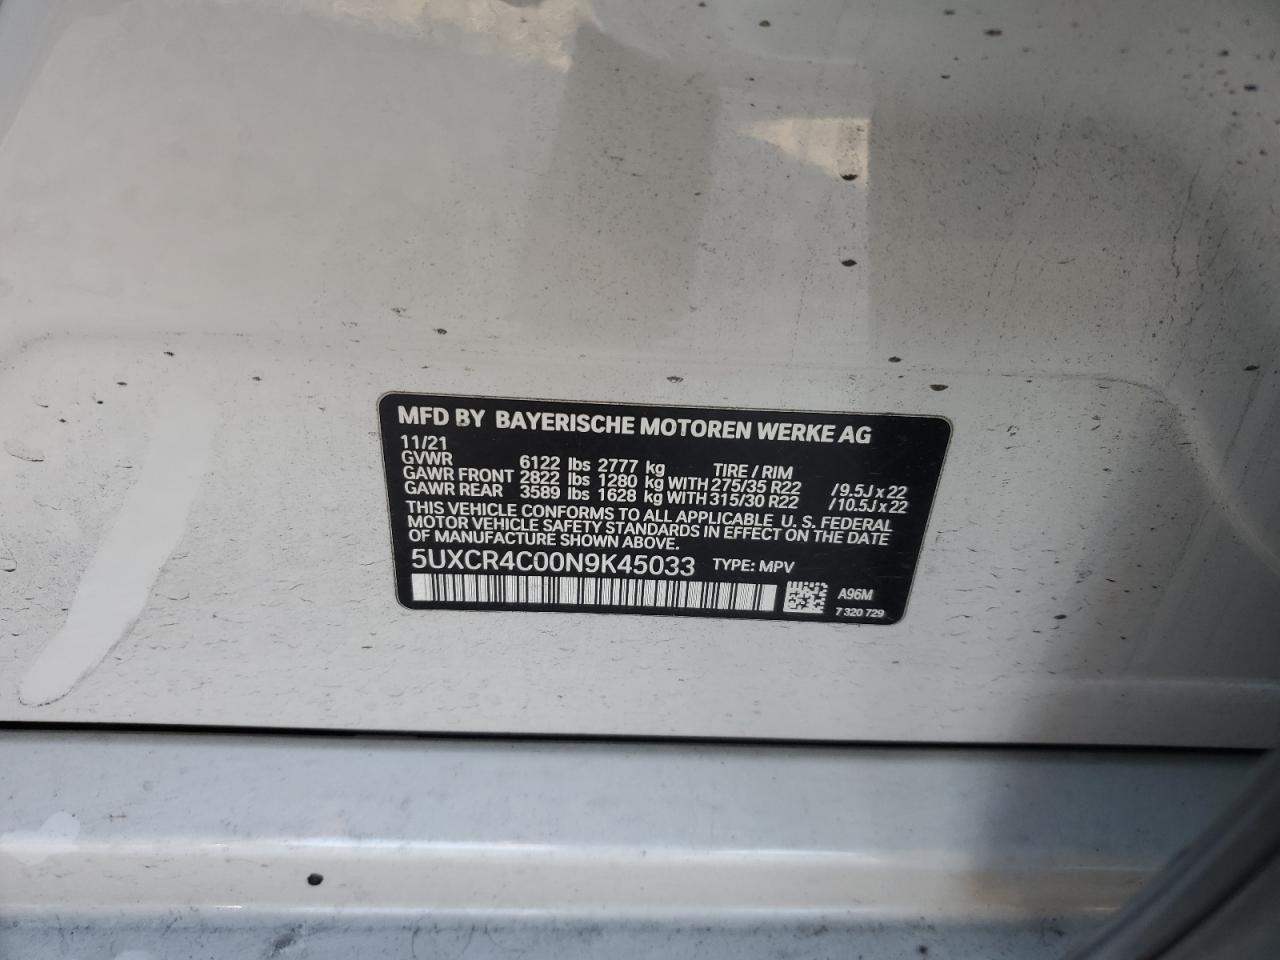 MFD BY BAYERISCHE MOTOREN WERKE AG
11/21
GVWR 6122 lbs 2777 kg TIRE / RIM
GAWR FRONT 2822 lbs 1280 kg WITH 275/35 R22 /9.5J x 22
GAWR REAR 3589 lbs 1628 kg WITH 315/30 R22 /10.5J x 22
THIS VEHICLE CONFORMS TO ALL APPLICABLE U. S. FEDERAL
MOTOR VEHICLE SAFETY STANDARDS IN EFFECT ON THE DATE
OF MANUFACTURE SHOWN ABOVE.
5UXCR4C00N9K45033 TYPE: MPV
A96M
7 320 729